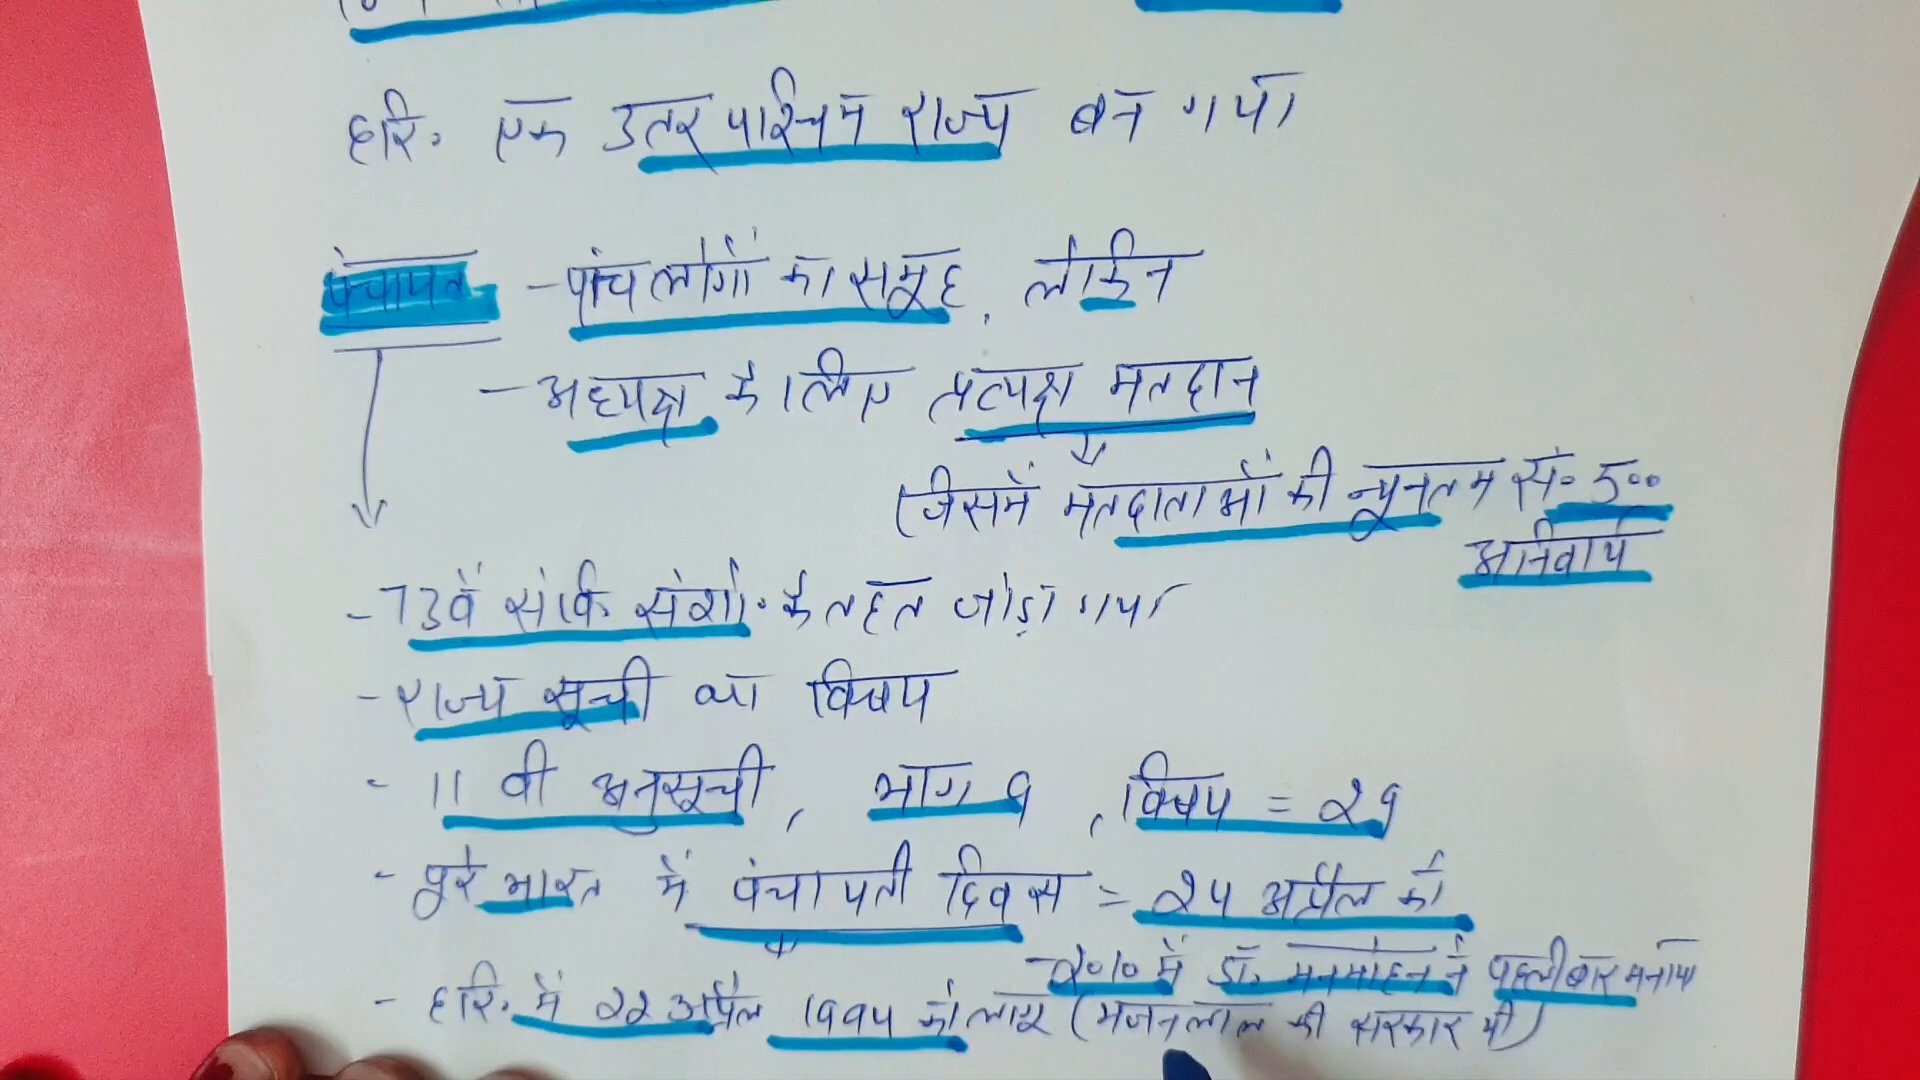 हरि॰ एक उतर पश्चिम राज्य बन गया
पंचायत - पांच लोगों का समूह, लेकिन
- अध्यक्ष के लिए प्रत्यक्ष मतदान
जिसमें मतदाताओं की न्यूनतम सं॰ 500
अनिवार्य
- 73वें संवि संशो॰ के तहत जोड़ा गया
- राज्य सूची का विषय
- 11 वी अनुसूची, भाग 9, विषय = 29
- पूरे भारत में पंचायती दिवस = 24 अप्रैल को
- 2010 में डॉ॰ मनमोहन ने पहली बार मनाया
- हरि॰ में 22 अप्रैल 1994 को लागू (भजनलाल की सरकार थी)